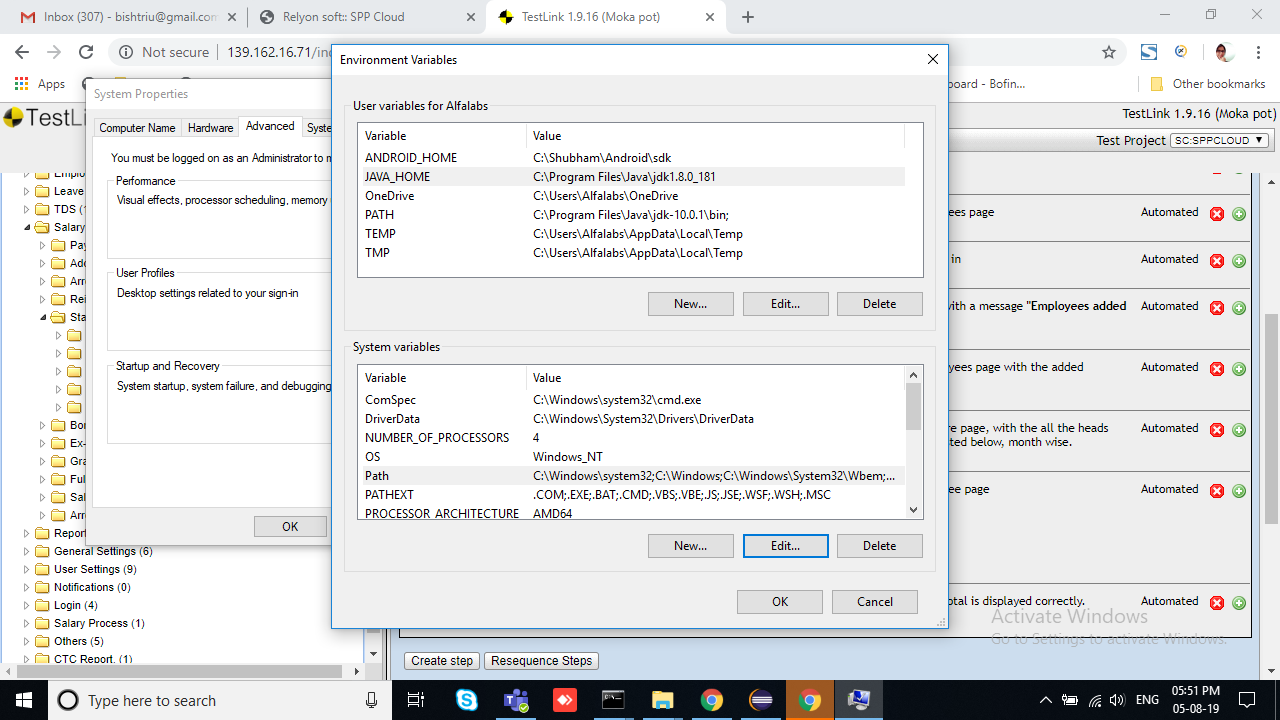 Inbox (307) - bishtriu@gmail.con
Relyon soft:: SPP Cloud
TestLink 1.9.16 (Moka pot)
Not secure
139.162.16.71/in
Apps
oard - Bofin...
Other bookmarks
TestLi
TestLink 1.9.16 (Moka pot)
Test Project
SC:SPPCLOUD
System Properties
Computer Name
Hardware
Advanced
Syste
You must be logged on as an Administrator to m
Performance
Visual effects, processor scheduling, memory
User Profiles
Desktop settings related to your sign-in
Startup and Recovery
System startup, system failure, and debugging
OK
Environment Variables
User variables for Alfalabs
Variable Value
ANDROID_HOME C:\Shubham\Android\sdk
JAVA_HOME C:\Program Files\Java\jdk1.8.0_181
OneDrive C:\Users\Alfalabs\OneDrive
PATH C:\Program Files\Java\jdk-10.0.1\bin;
TEMP C:\Users\Alfalabs\AppData\Local\Temp
TMP C:\Users\Alfalabs\AppData\Local\Temp
New... Edit... Delete
System variables
Variable Value
ComSpec C:\Windows\system32\cmd.exe
DriverData C:\Windows\System32\Drivers\DriverData
NUMBER_OF_PROCESSORS 4
OS Windows_NT
Path C:\Windows\system32;C:\Windows;C:\Windows\System32\Wbem;...
PATHEXT .COM;.EXE;.BAT;.CMD;.VBS;.VBE;.JS;.JSE;.WSF;.WSH;.MSC
PROCESSOR_ARCHITECTURE AMD64
New... Edit... Delete
OK Cancel
Employ
Leave
TDS (
Salary
Pay
Add
Arr
Rei
Sta
Bon
Ex-
Gra
Full
Sal
Arr
Report
General Settings (6)
User Settings (9)
Notifications (0)
Login (4)
Salary Process (1)
Others (5)
CTC Report. (1)
ees page Automated
in Automated
vith a message "Employees added Automated
yees page with the added Automated
re page, with the all the heads Automated
ted below, month wise.
ee page Automated
otal is displayed correctly. Automated
Create step Resequence Steps
Activate Windows
Go to Settings to activate Windows.
Type here to search
ENG
05:51 PM
05-08-19